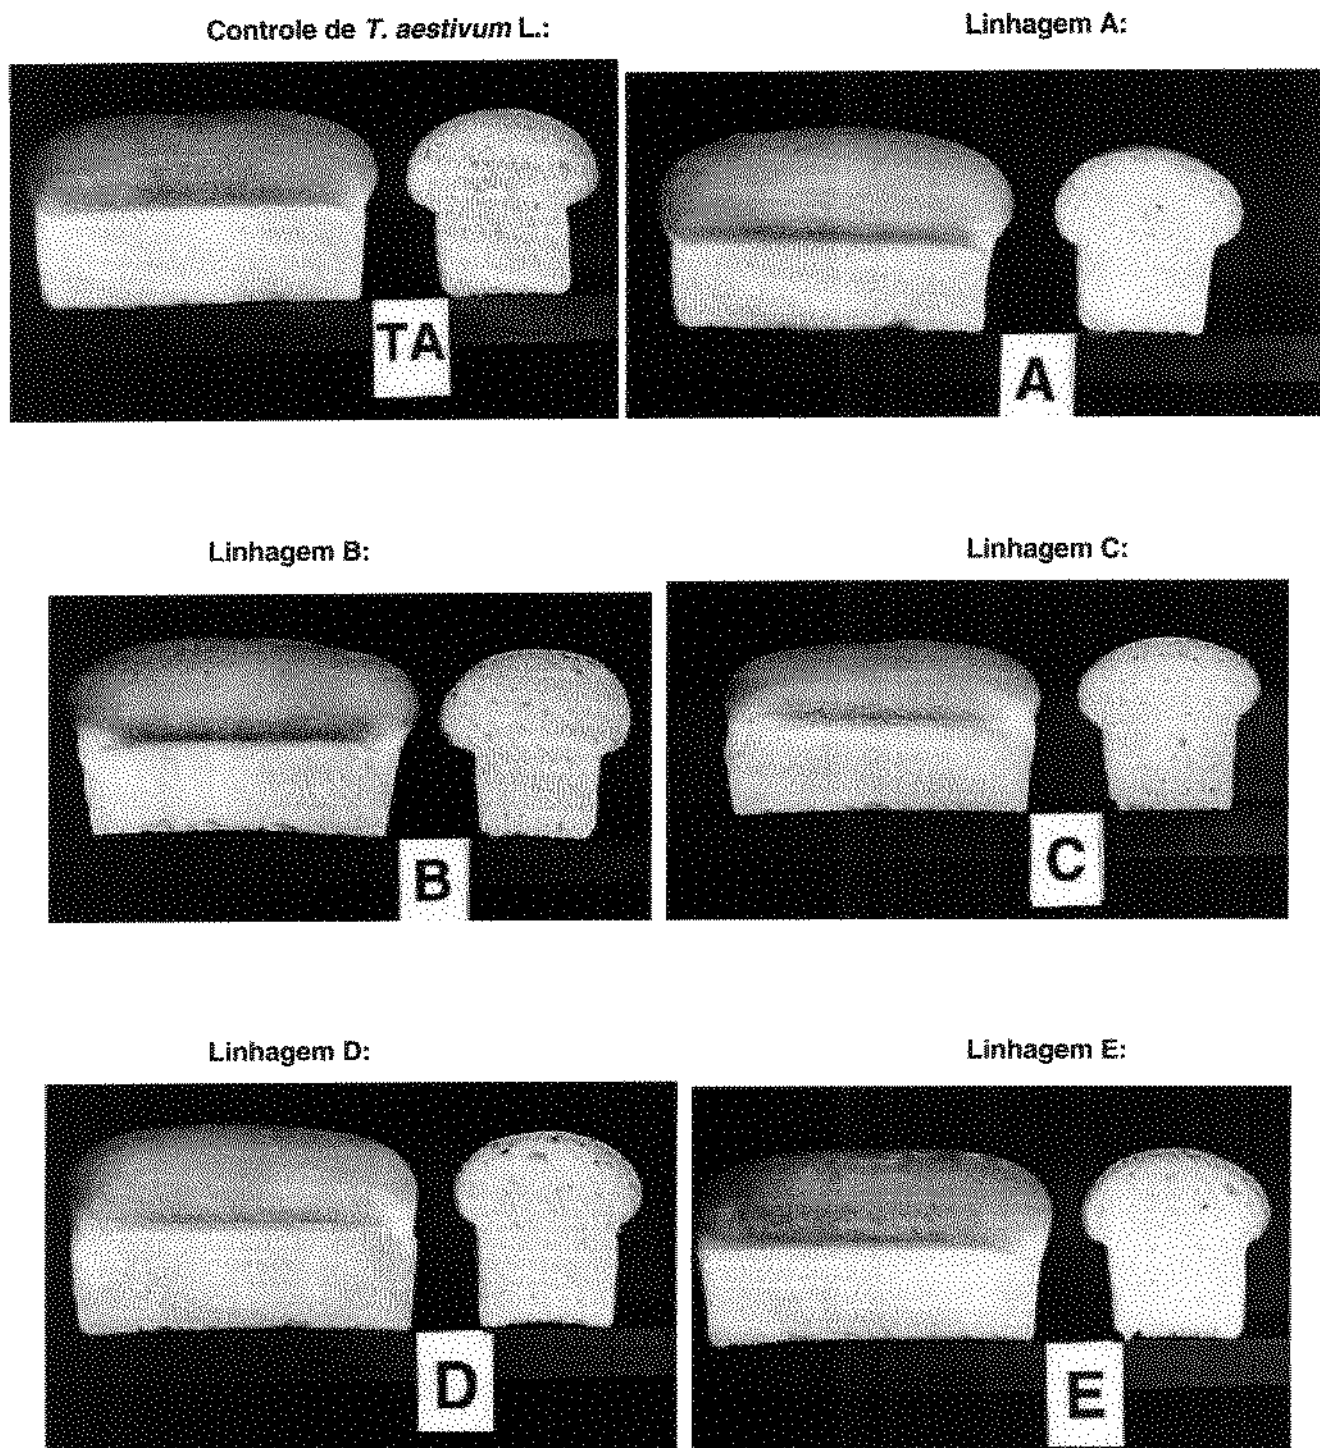 Controle de T. aestivum L.:
Linhagem A:
TA
A
Linhagem B:
Linhagem C:
B
C
Linhagem D:
Linhagem E:
D
E